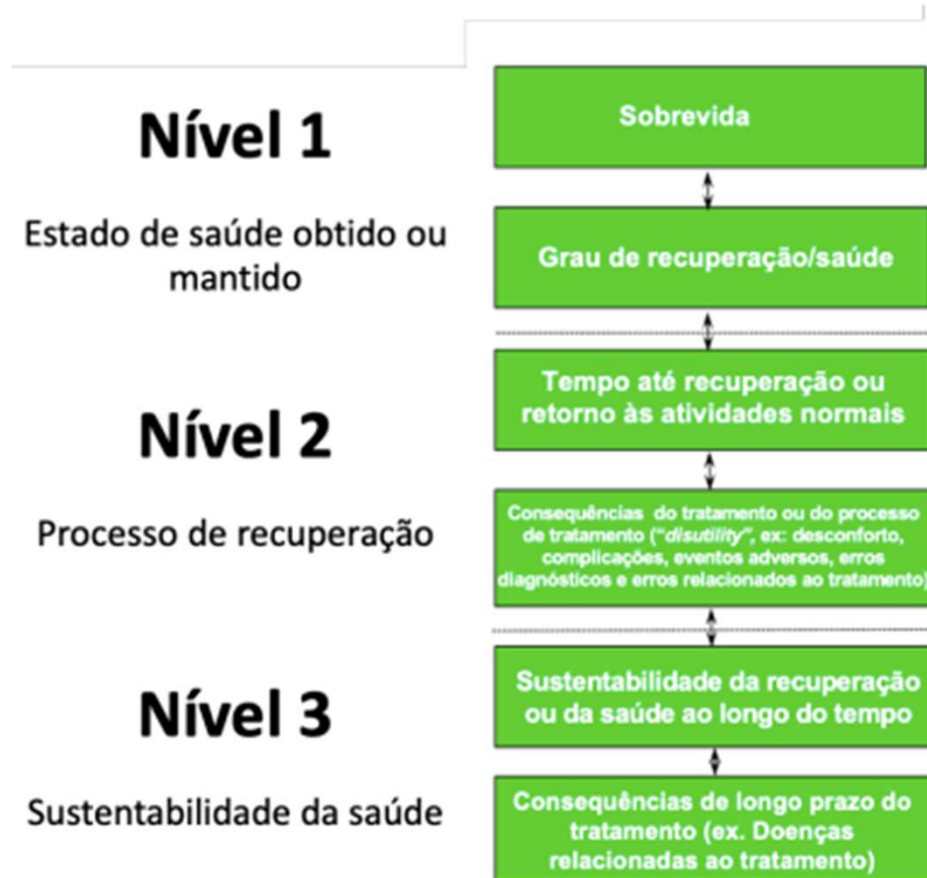 Nível 1
Estado de saúde obtido ou
mantido
Sobrevida
Grau de recuperação/saúde
Nível 2
Processo de recuperação
Tempo até recuperação ou
retorno às atividades normais
Consequências do tratamento ou do processo
de tratamento ("disutility", ex: desconforto,
complicações, eventos adversos, erros
diagnósticos e erros relacionados ao tratamento)
Nível 3
Sustentabilidade da saúde
Sustentabilidade da recuperação
ou da saúde ao longo do tempo
Consequências de longo prazo do
tratamento (ex. Doenças
relacionadas ao tratamento)